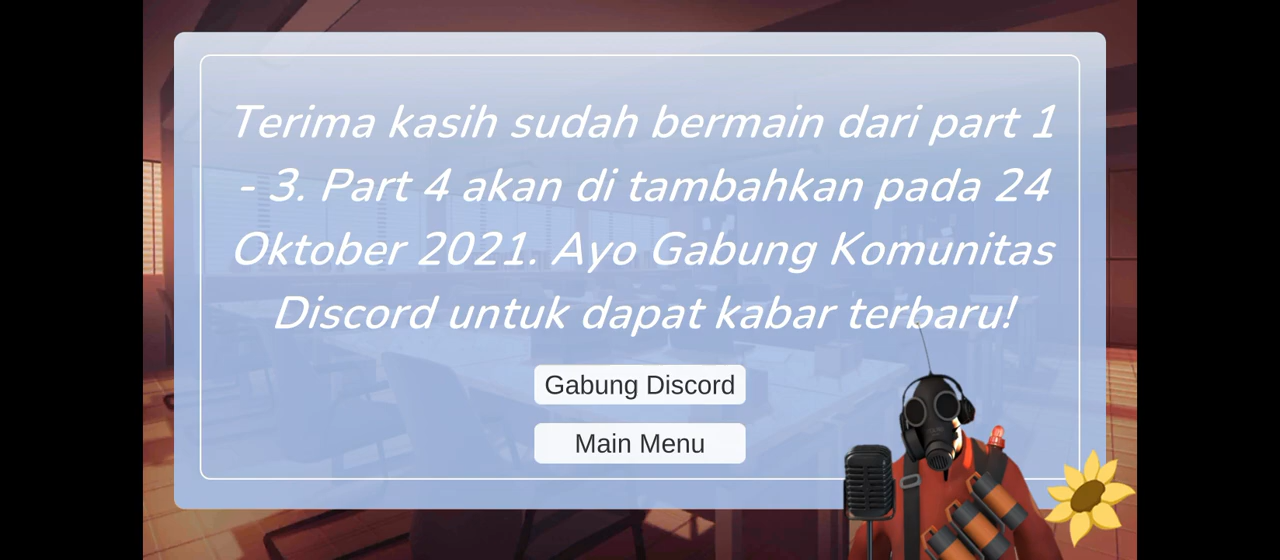 Terima kasih sudah bermain dari part 1
- 3. Part 4 akan di tambahkan pada 24
Oktober 2021. Ayo Gabung Komunitas
Discord untuk dapat kabar terbaru!
Gabung Discord
Main Menu